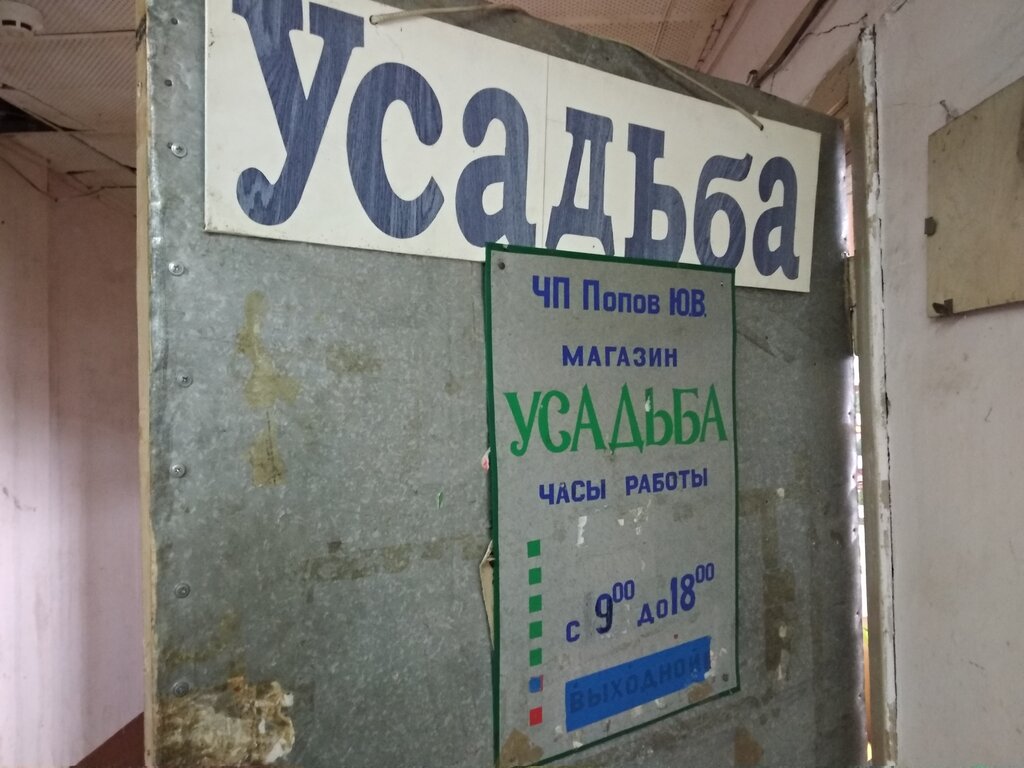 Усадьба
ЧП Попов Ю.В.
МАГАЗИН
УСАДЬБА
ЧАСЫ РАБОТЫ
с 9⁰⁰ до 18⁰⁰
ВЫХОДНОЙ